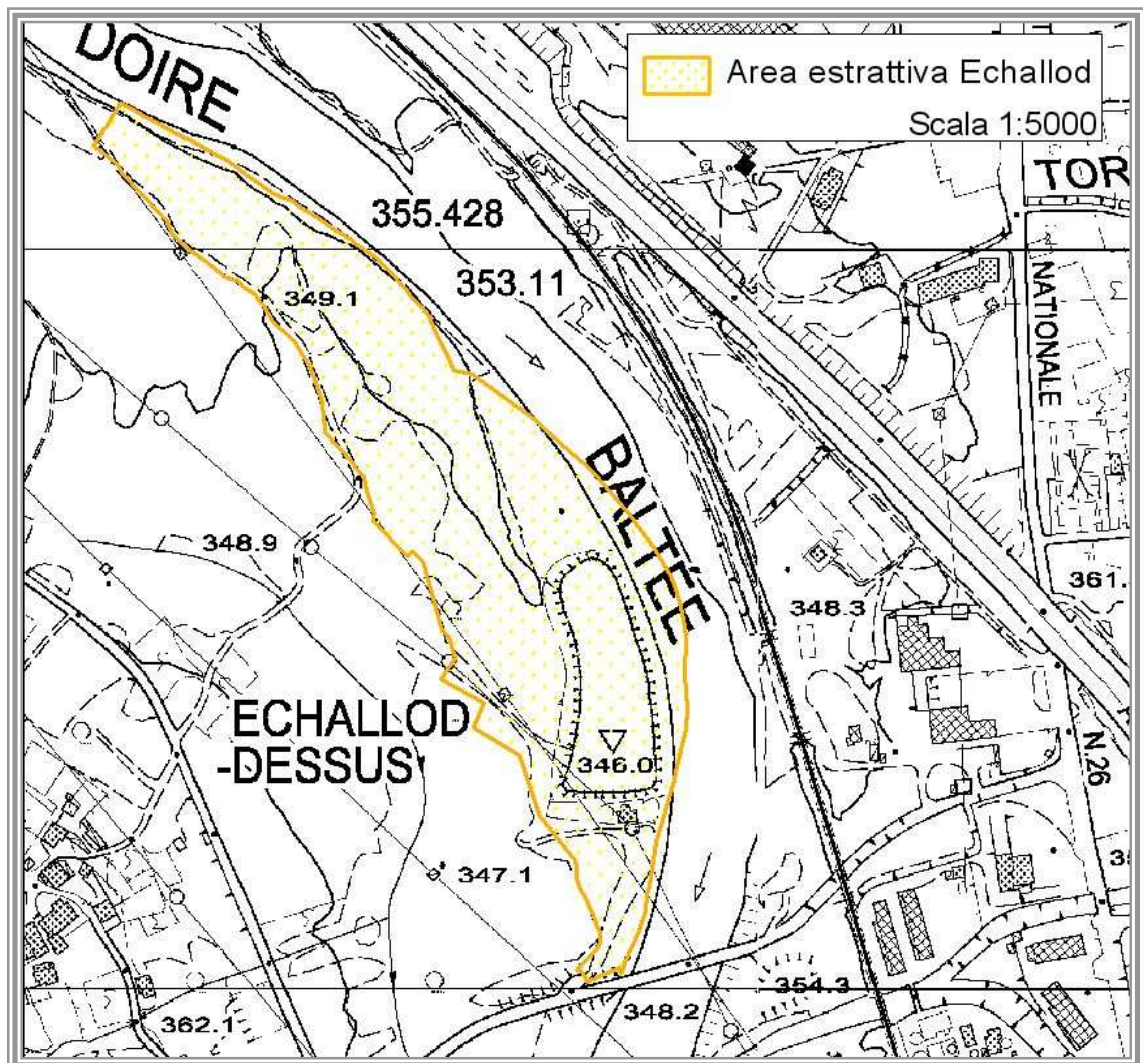 DOIRE
Area estrattiva Echallod
Scala 1:5000
TOR
355.428
353.11
349.1
NATIONALE
BALTÉE
348.9
348.3
361.
ECHALLOD
-DESSUS
346.0
N.26
347.1
354.3
348.2
362.1